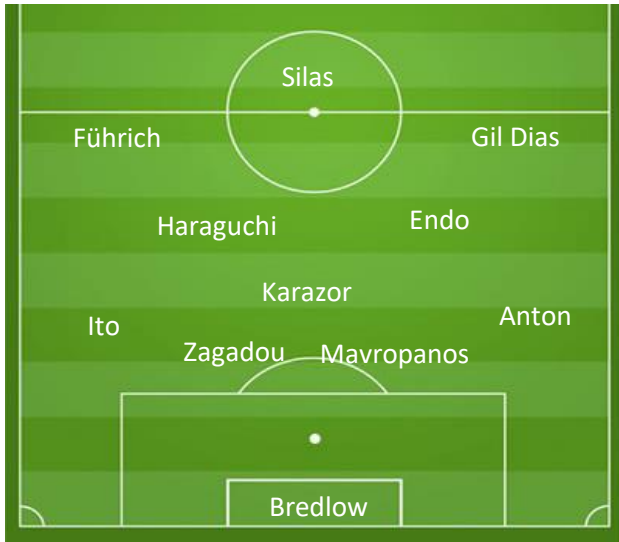 Silas
Führich
Gil Dias
Haraguchi
Endo
Karazor
Ito
Anton
Zagadou
Mavropanos
Bredlow